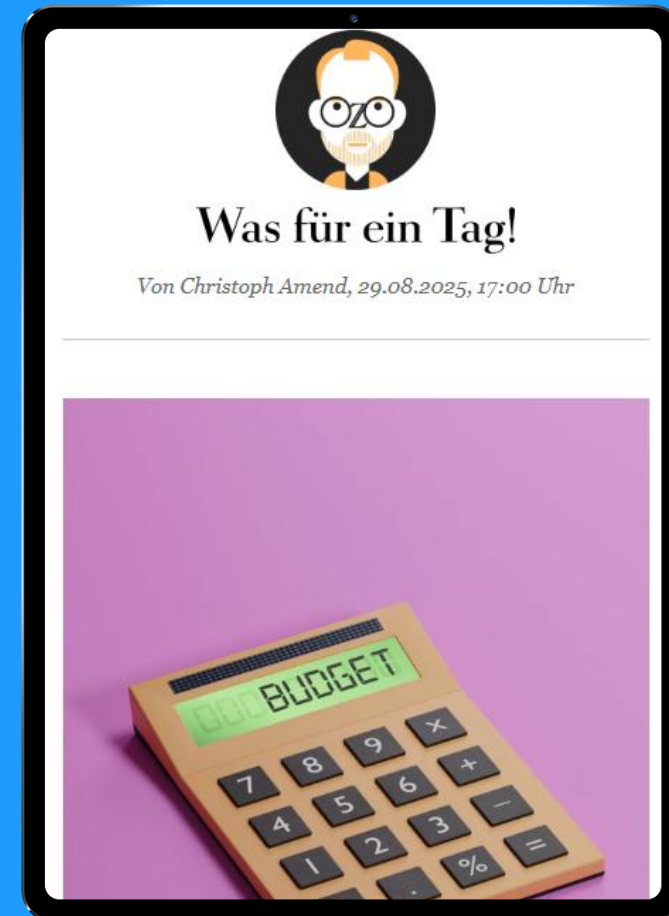 Z
Was für ein Tag!
Von Christoph Amend, 29.08.2025, 17:00 Uhr
BUDGET
7 8 9 ×
4 5 6 +
1 2 3 −
. % =